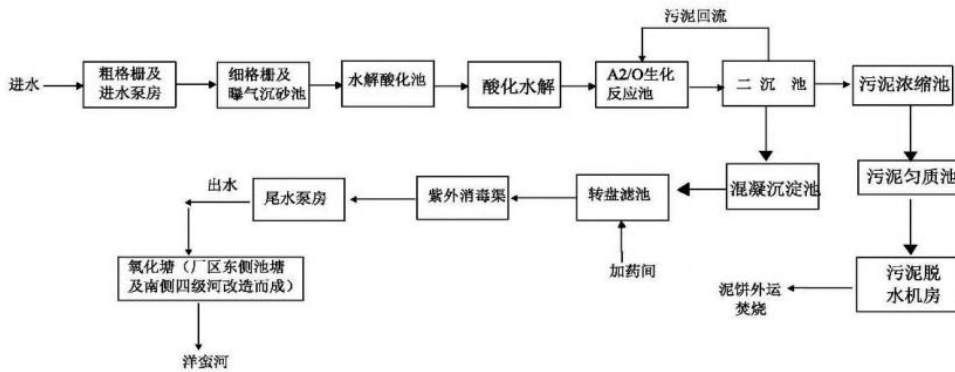 污泥回流
进水
粗格栅及
进水泵房
细格栅及
曝气沉砂池
水解酸化池
酸化水解
A2/O生化
反应池
二 沉 池
污泥浓缩池
出水
尾水泵房
紫外消毒渠
转盘滤池
混凝沉淀池
污泥匀质池
氧化塘（厂区东侧池塘
及南侧四级河改造而成）
加药间
泥饼外运
焚烧
污泥脱
水机房
洋蛮河